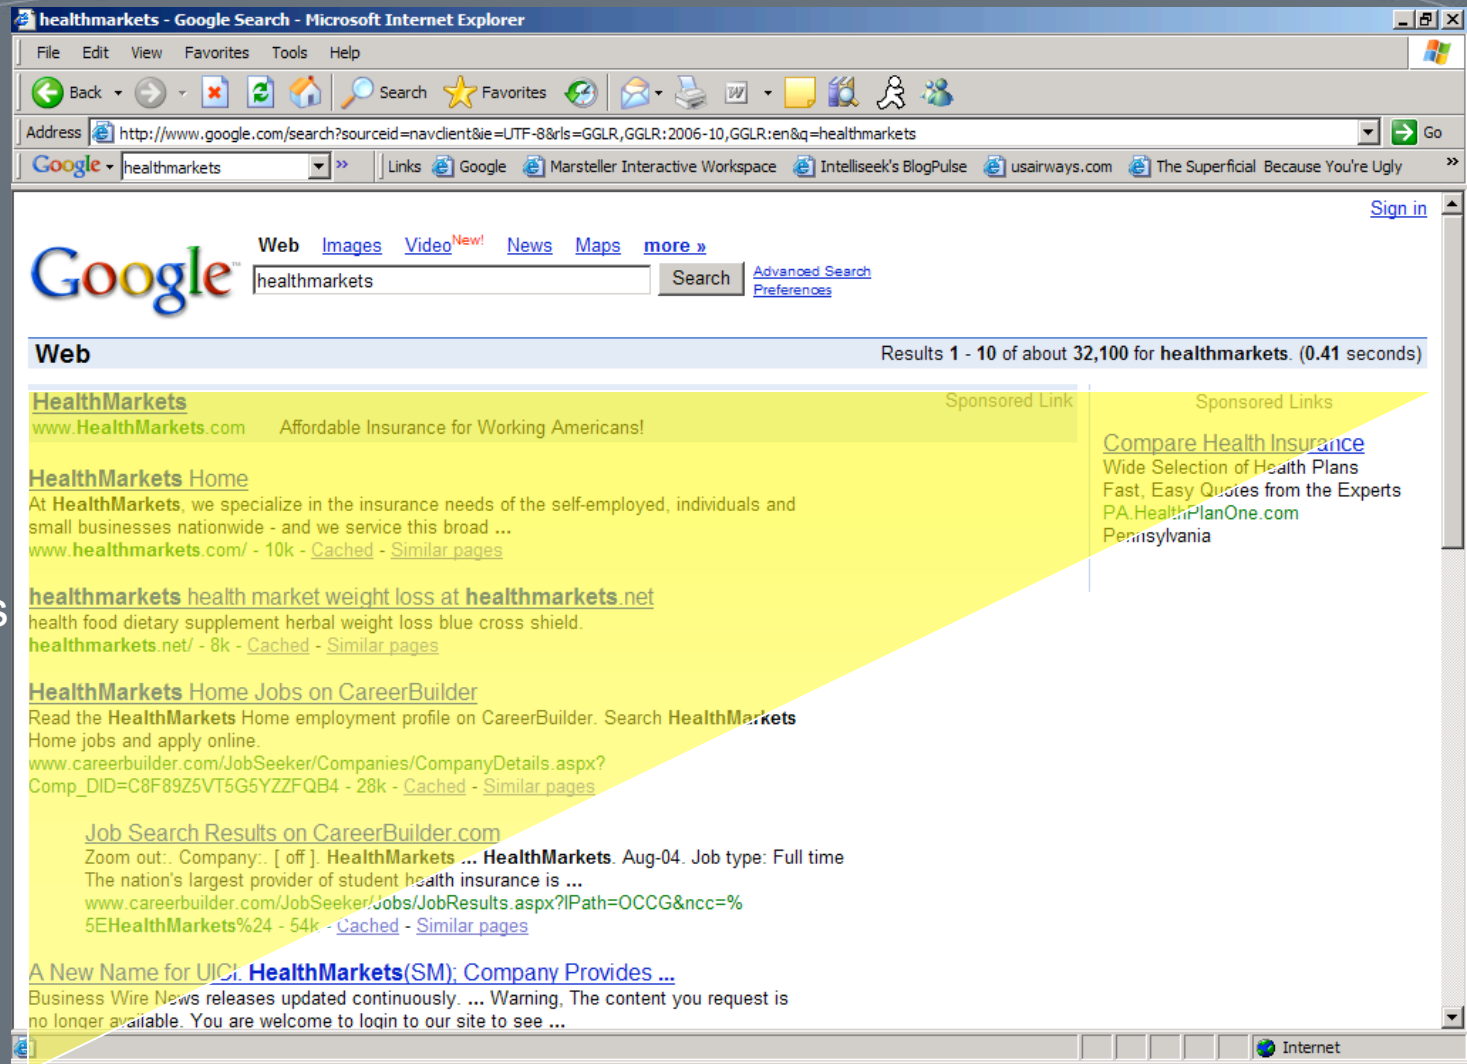 healthmarkets - Google Search - Microsoft Internet Explorer
File Edit View Favorites Tools Help
Back Search Favorites
Address http://www.google.com/search?sourceid=navclient&ie=UTF-8&rls=GGLR,GGLR:2006-10,GGLR:en&q=healthmarkets Go
Google healthmarkets » Links Google Marsteller Interactive Workspace Intelliseek's BlogPulse usairways.com The Superficial Because You're Ugly »
Sign in
Google™
Web Images Video New! News Maps more »
healthmarkets Search Advanced Search
Preferences
Web Results 1 - 10 of about 32,100 for healthmarkets. (0.41 seconds)
HealthMarkets Sponsored Link
www.HealthMarkets.com Affordable Insurance for Working Americans!
HealthMarkets Home
At HealthMarkets, we specialize in the insurance needs of the self-employed, individuals and
small businesses nationwide - and we service this broad ...
www.healthmarkets.com/ - 10k - Cached - Similar pages
healthmarkets health market weight loss at healthmarkets.net
health food dietary supplement herbal weight loss blue cross shield.
healthmarkets.net/ - 8k - Cached - Similar pages
HealthMarkets Home Jobs on CareerBuilder
Read the HealthMarkets Home employment profile on CareerBuilder. Search HealthMarkets
Home jobs and apply online.
www.careerbuilder.com/JobSeeker/Companies/CompanyDetails.aspx?
Comp_DID=C8F89Z5VT5G5YZZFQB4 - 28k - Cached - Similar pages
Job Search Results on CareerBuilder.com
Zoom out:. Company:. [ off ]. HealthMarkets ... HealthMarkets. Aug-04. Job type: Full time
The nation's largest provider of student health insurance is ...
www.careerbuilder.com/JobSeeker/Jobs/JobResults.aspx?IPath=OCCG&ncc=%
5EHealthMarkets%24 - 54k - Cached - Similar pages
A New Name for UICI: HealthMarkets(SM); Company Provides ...
Business Wire News releases updated continuously. ... Warning, The content you request is
no longer available. You are welcome to login to our site to see ...
Sponsored Links
Compare Health Insurance
Wide Selection of Health Plans
Fast, Easy Quotes from the Experts
PA.HealthPlanOne.com
Pennsylvania
s
Internet